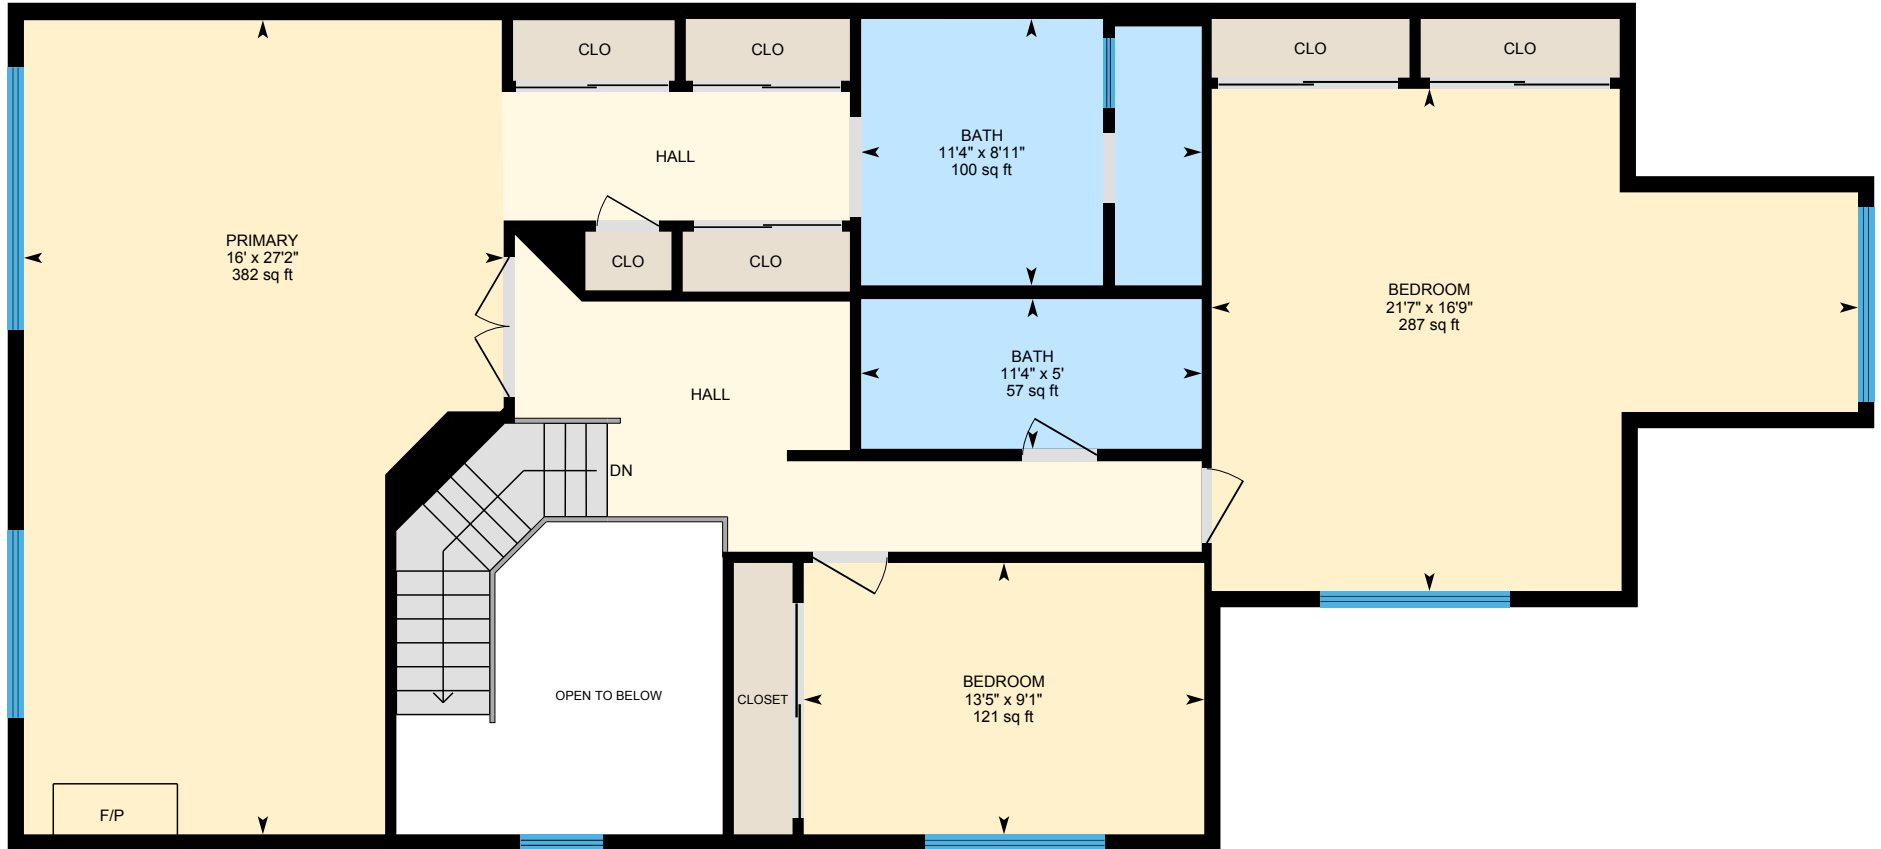 CLO
CLO
CLO
CLO
HALL
BATH
11'4" x 8'11"
100 sq ft
PRIMARY
16' x 27'2"
382 sq ft
CLO
CLO
BEDROOM
21'7" x 16'9"
287 sq ft
BATH
11'4" x 5'
57 sq ft
HALL
DN
BEDROOM
13'5" x 9'1"
121 sq ft
OPEN TO BELOW
CLOSET
F/P